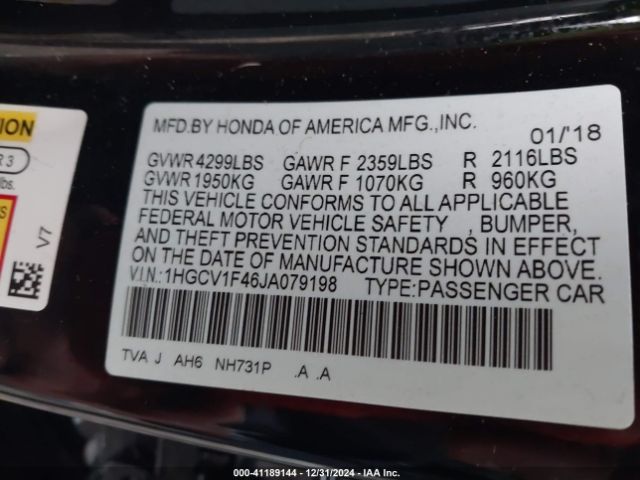 MFD.BY HONDA OF AMERICA MFG.,INC.
01/'18
GVWR 4299LBS GAWR F 2359LBS R 2116LBS
GVWR 1950KG GAWR F 1070KG R 960KG
THIS VEHICLE CONFORMS TO ALL APPLICABLE
FEDERAL MOTOR VEHICLE SAFETY , BUMPER,
AND THEFT PREVENTION STANDARDS IN EFFECT
ON THE DATE OF MANUFACTURE SHOWN ABOVE.
V.I.N.:1HGCV1F46JA079198 TYPE:PASSENGER CAR
TVA J AH6 NH731P .A .A
V7
000-41189144 - 12/31/2024 - IAA Inc.